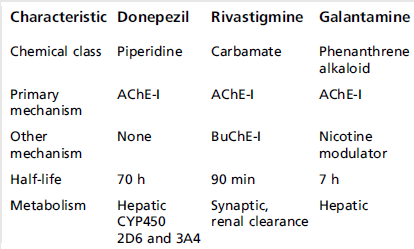 Characteristic Donepezil Rivastigmine Galantamine
Chemical class Piperidine Carbamate Phenanthrene
alkaloid
Primary AChE-I AChE-I AChE-I
mechanism
Other None BuChE-I Nicotine
mechanism modulator
Half-life 70 h 90 min 7 h
Metabolism Hepatic Synaptic, Hepatic
CYP450 renal clearance
2D6 and 3A4